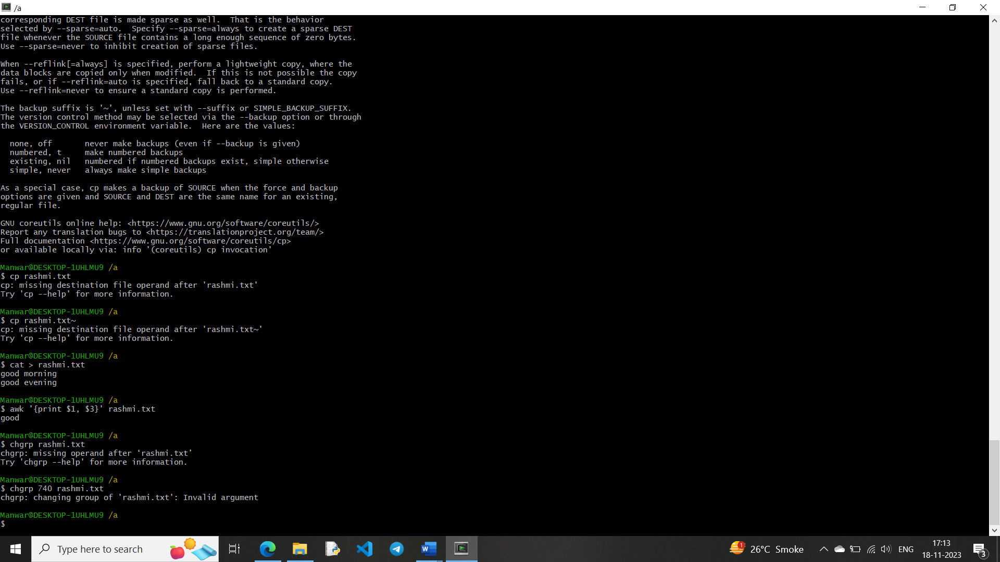 /a
corresponding DEST file is made sparse as well.  That is the behavior
selected by --sparse=auto.  Specify --sparse=always to create a sparse DEST
file whenever the SOURCE file contains a long enough sequence of zero bytes.
Use --sparse=never to inhibit creation of sparse files.

When --reflink[=always] is specified, perform a lightweight copy, where the
data blocks are copied only when modified.  If this is not possible the copy
fails, or if --reflink=auto is specified, fall back to a standard copy.
Use --reflink=never to ensure a standard copy is performed.

The backup suffix is '~', unless set with --suffix or SIMPLE_BACKUP_SUFFIX.
The version control method may be selected via the --backup option or through
the VERSION_CONTROL environment variable.  Here are the values:

  none, off       never make backups (even if --backup is given)
  numbered, t     make numbered backups
  existing, nil   numbered if numbered backups exist, simple otherwise
  simple, never   always make simple backups

As a special case, cp makes a backup of SOURCE when the force and backup
options are given and SOURCE and DEST are the same name for an existing,
regular file.

GNU coreutils online help: <https://www.gnu.org/software/coreutils/>
Report any translation bugs to <https://translationproject.org/team/>
Full documentation <https://www.gnu.org/software/coreutils/cp>
or available locally via: info '(coreutils) cp invocation'

Manwar@DESKTOP-1UHLMU9 /a
$ cp rashmi.txt
cp: missing destination file operand after 'rashmi.txt'
Try 'cp --help' for more information.

Manwar@DESKTOP-1UHLMU9 /a
$ cp rashmi.txt~
cp: missing destination file operand after 'rashmi.txt~'
Try 'cp --help' for more information.

Manwar@DESKTOP-1UHLMU9 /a
$ cat > rashmi.txt
good morning
good evening

Manwar@DESKTOP-1UHLMU9 /a
$ awk '{print $1, $3}' rashmi.txt
good

Manwar@DESKTOP-1UHLMU9 /a
$ chgrp rashmi.txt
chgrp: missing operand after ‘rashmi.txt’
Try 'chgrp --help' for more information.

Manwar@DESKTOP-1UHLMU9 /a
$ chgrp 740 rashmi.txt
chgrp: changing group of 'rashmi.txt': Invalid argument

Manwar@DESKTOP-1UHLMU9 /a
$
Type here to search
1
26°C Smoke
ENG
17:13
18-11-2023
3